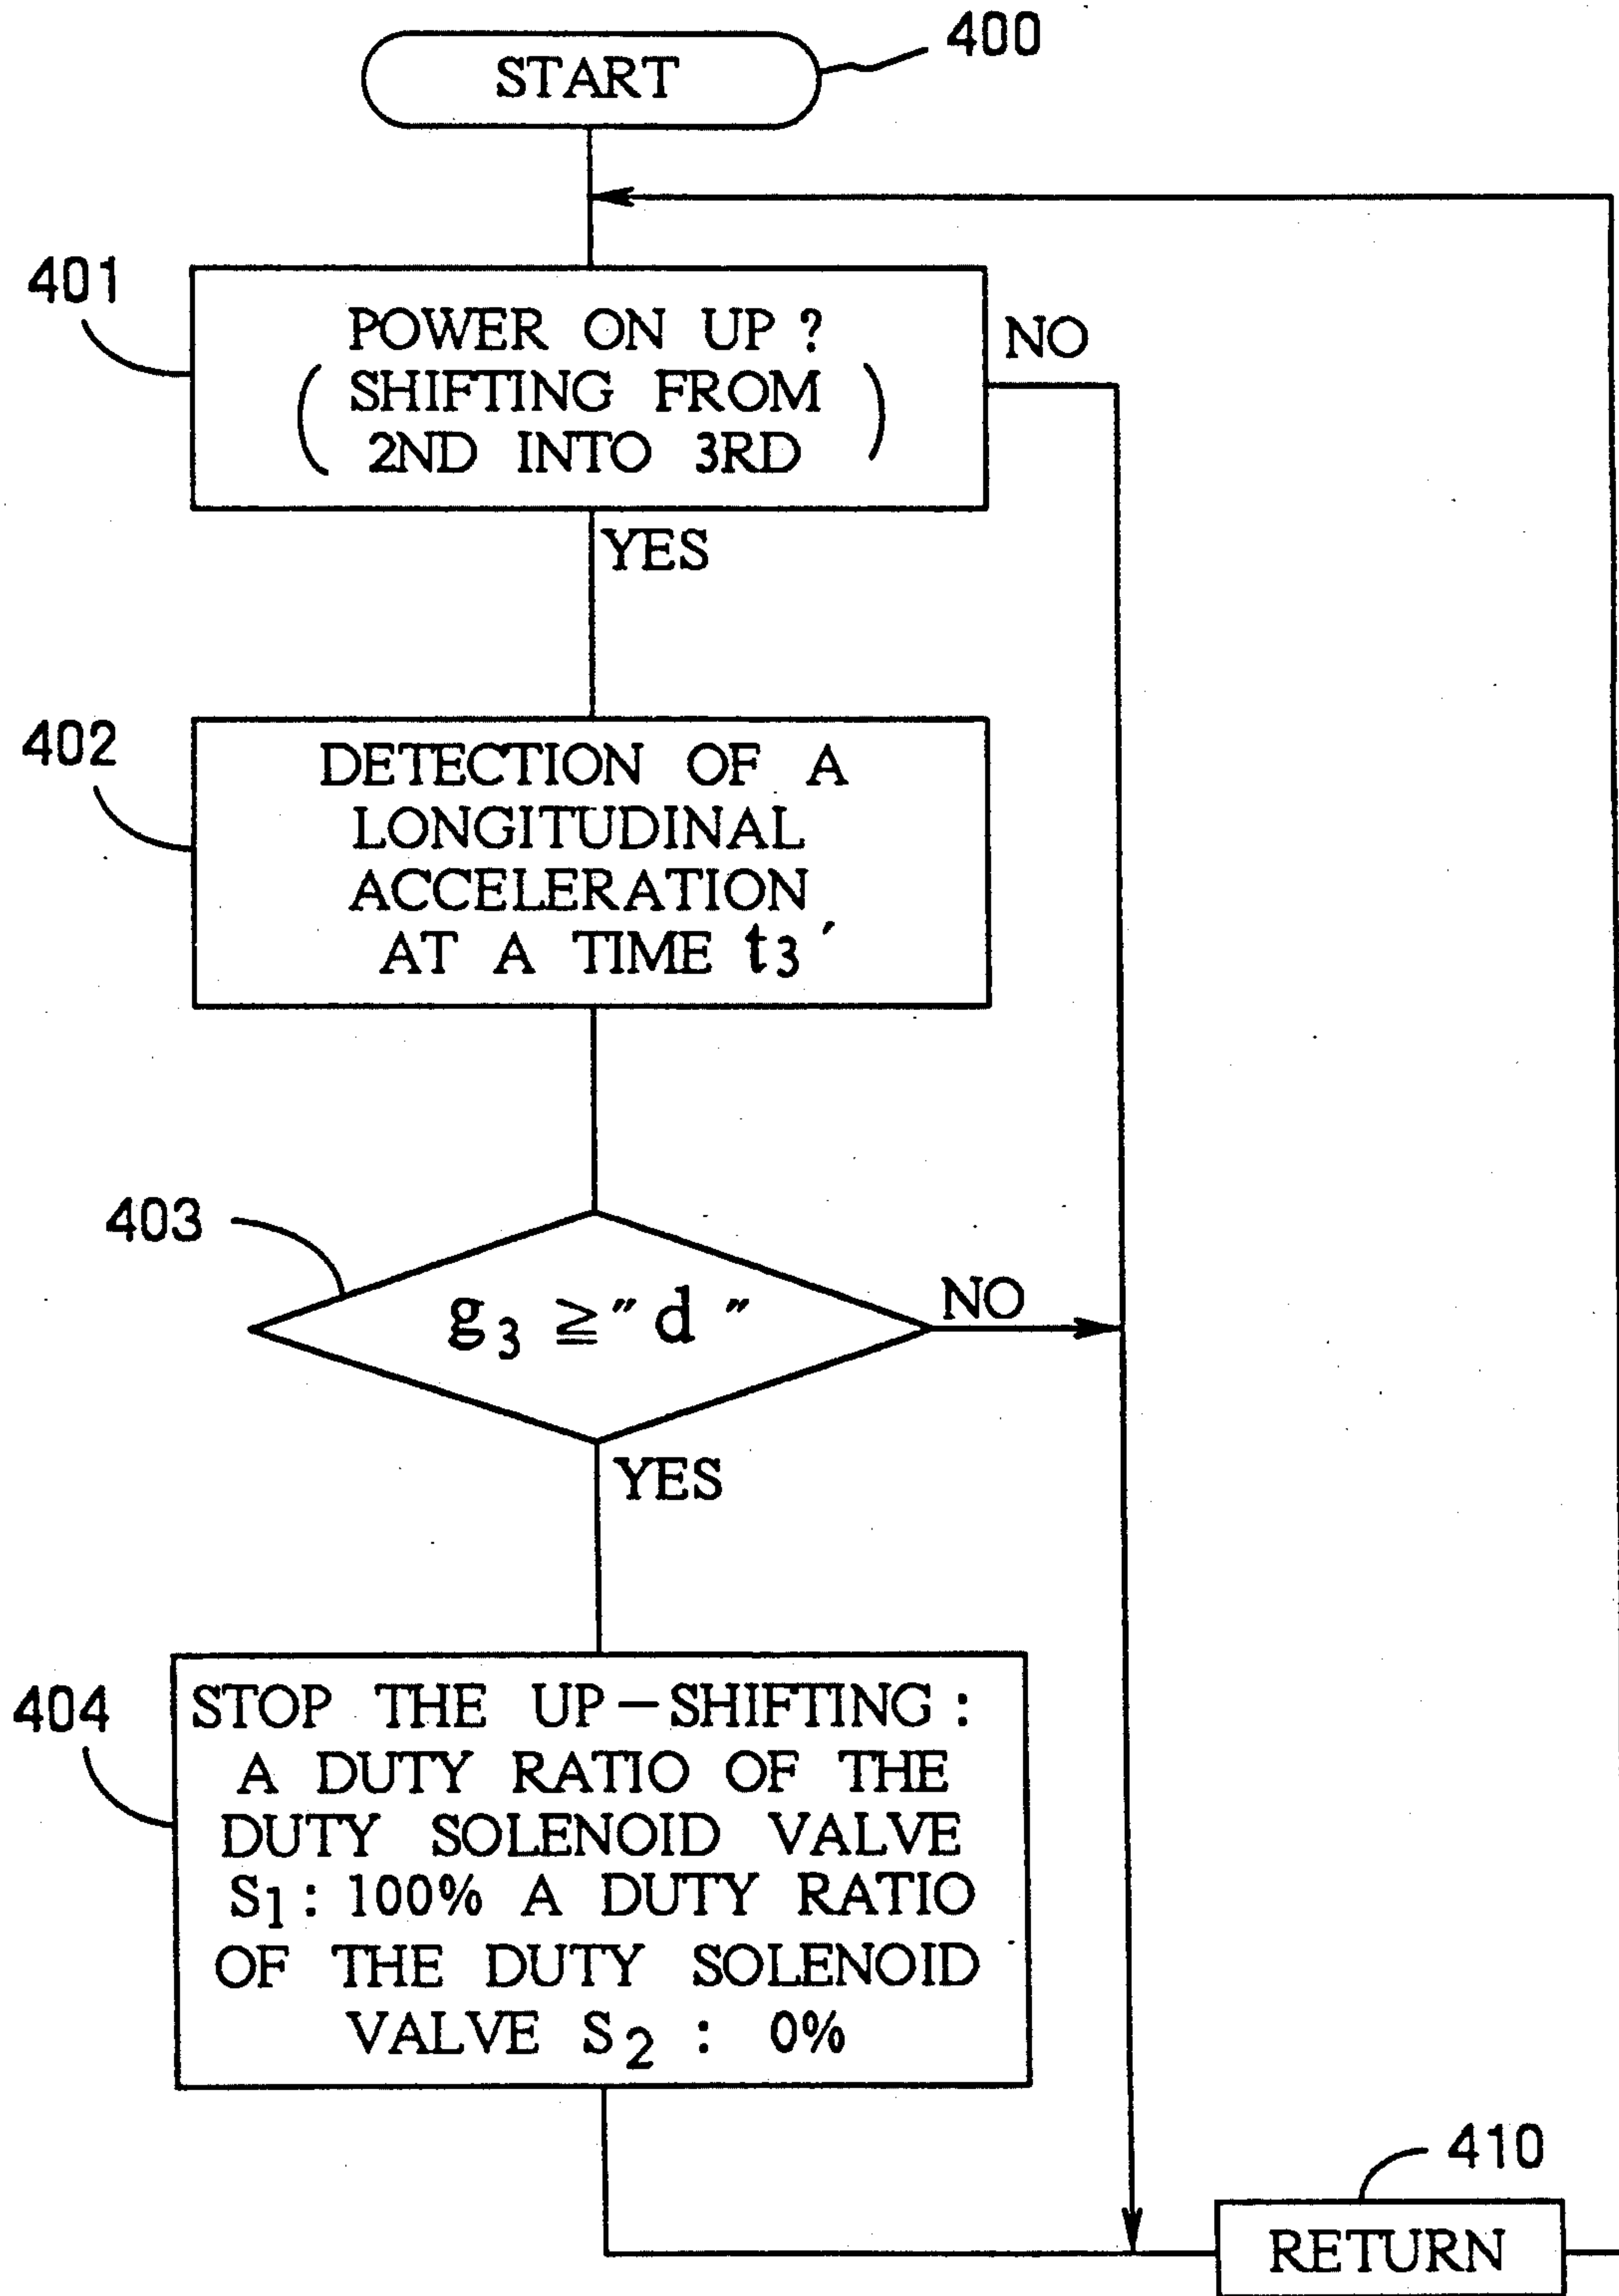 400
START
401
POWER ON UP ?
NO
( SHIFTING FROM
2ND INTO 3RD )
YES
402
DETECTION OF A
LONGITUDINAL
ACCELERATION
AT A TIME t3′
403
g3 ≧ ″d″
NO
YES
404
STOP THE UP–SHIFTING :
A DUTY RATIO OF THE
DUTY SOLENOID VALVE
S1 : 100% A DUTY RATIO
OF THE DUTY SOLENOID
VALVE S2 : 0%
410
RETURN